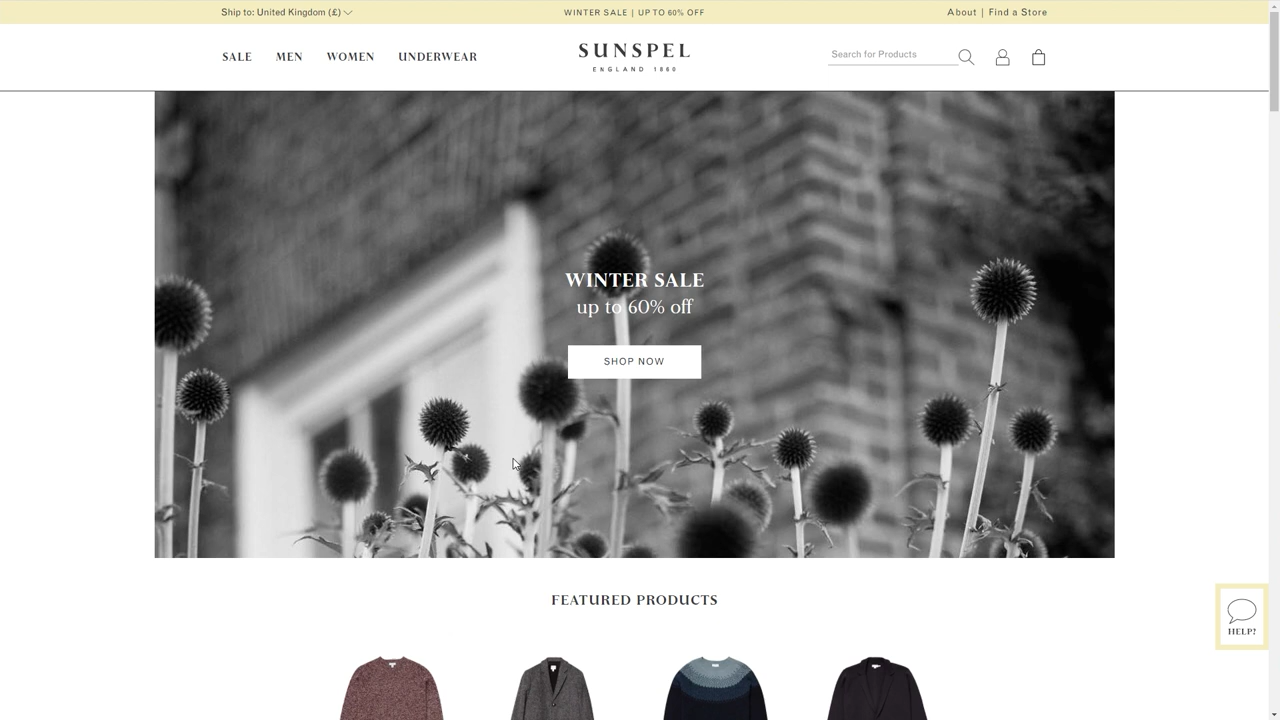 Ship to: United Kingdom (£)
WINTER SALE | UP TO 60% OFF
About | Find a Store
SALE MEN WOMEN UNDERWEAR
SUNSPEL
ENGLAND 1860
Search for Products
WINTER SALE
up to 60% off
SHOP NOW
FEATURED PRODUCTS
HELP?